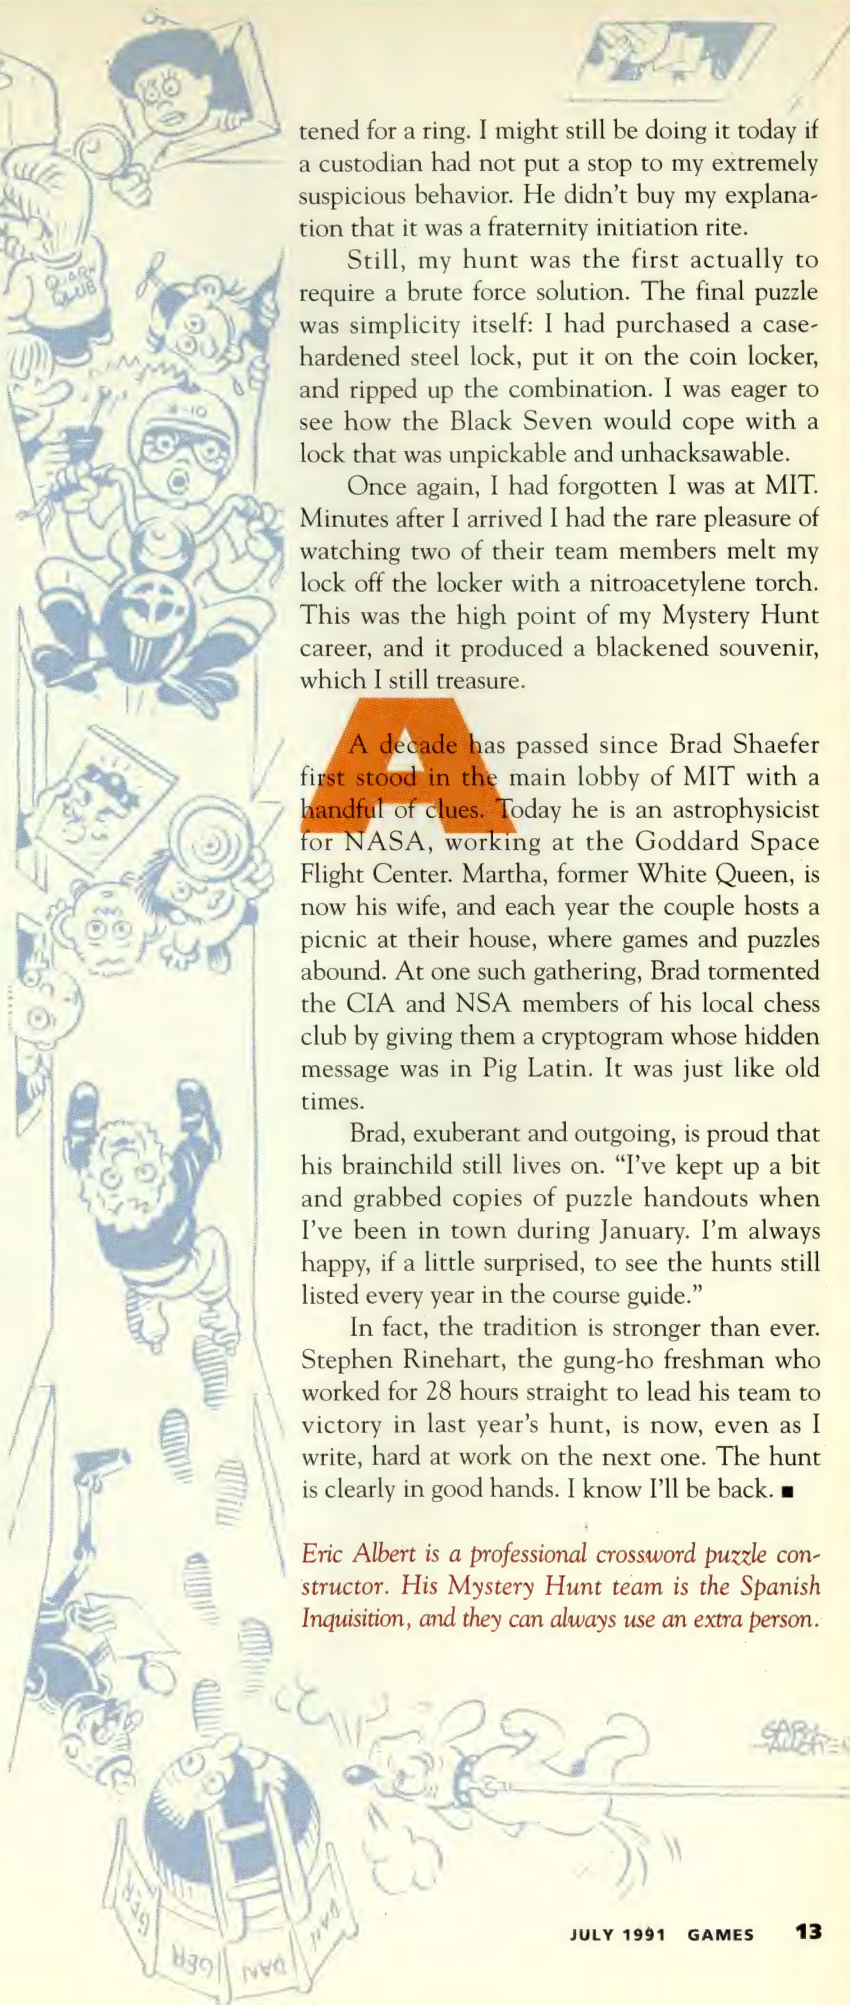 tened for a ring. I might still be doing it today if
a custodian had not put a stop to my extremely
suspicious behavior. He didn't buy my explana-
tion that it was a fraternity initiation rite.
Still, my hunt was the first actually to
require a brute force solution. The final puzzle
was simplicity itself: I had purchased a case-
hardened steel lock, put it on the coin locker,
and ripped up the combination. I was eager to
see how the Black Seven would cope with a
lock that was unpickable and unhacksawable.
Once again, I had forgotten I was at MIT.
Minutes after I arrived I had the rare pleasure of
watching two of their team members melt my
lock off the locker with a nitroacetylene torch.
This was the high point of my Mystery Hunt
career, and it produced a blackened souvenir,
which I still treasure.
A
A decade has passed since Brad Shaefer
first stood in the main lobby of MIT with a
handful of clues. Today he is an astrophysicist
for NASA, working at the Goddard Space
Flight Center. Martha, former White Queen, is
now his wife, and each year the couple hosts a
picnic at their house, where games and puzzles
abound. At one such gathering, Brad tormented
the CIA and NSA members of his local chess
club by giving them a cryptogram whose hidden
message was in Pig Latin. It was just like old
times.
Brad, exuberant and outgoing, is proud that
his brainchild still lives on. "I've kept up a bit
and grabbed copies of puzzle handouts when
I've been in town during January. I'm always
happy, if a little surprised, to see the hunts still
listed every year in the course guide."
In fact, the tradition is stronger than ever.
Stephen Rinehart, the gung-ho freshman who
worked for 28 hours straight to lead his team to
victory in last year's hunt, is now, even as I
write, hard at work on the next one. The hunt
is clearly in good hands. I know I'll be back. ■
Eric Albert is a professional crossword puzzle con-
structor. His Mystery Hunt team is the Spanish
Inquisition, and they can always use an extra person.
CLUB
X-10
GER
GER
DAN
DAN
JULY 1991 GAMES 13